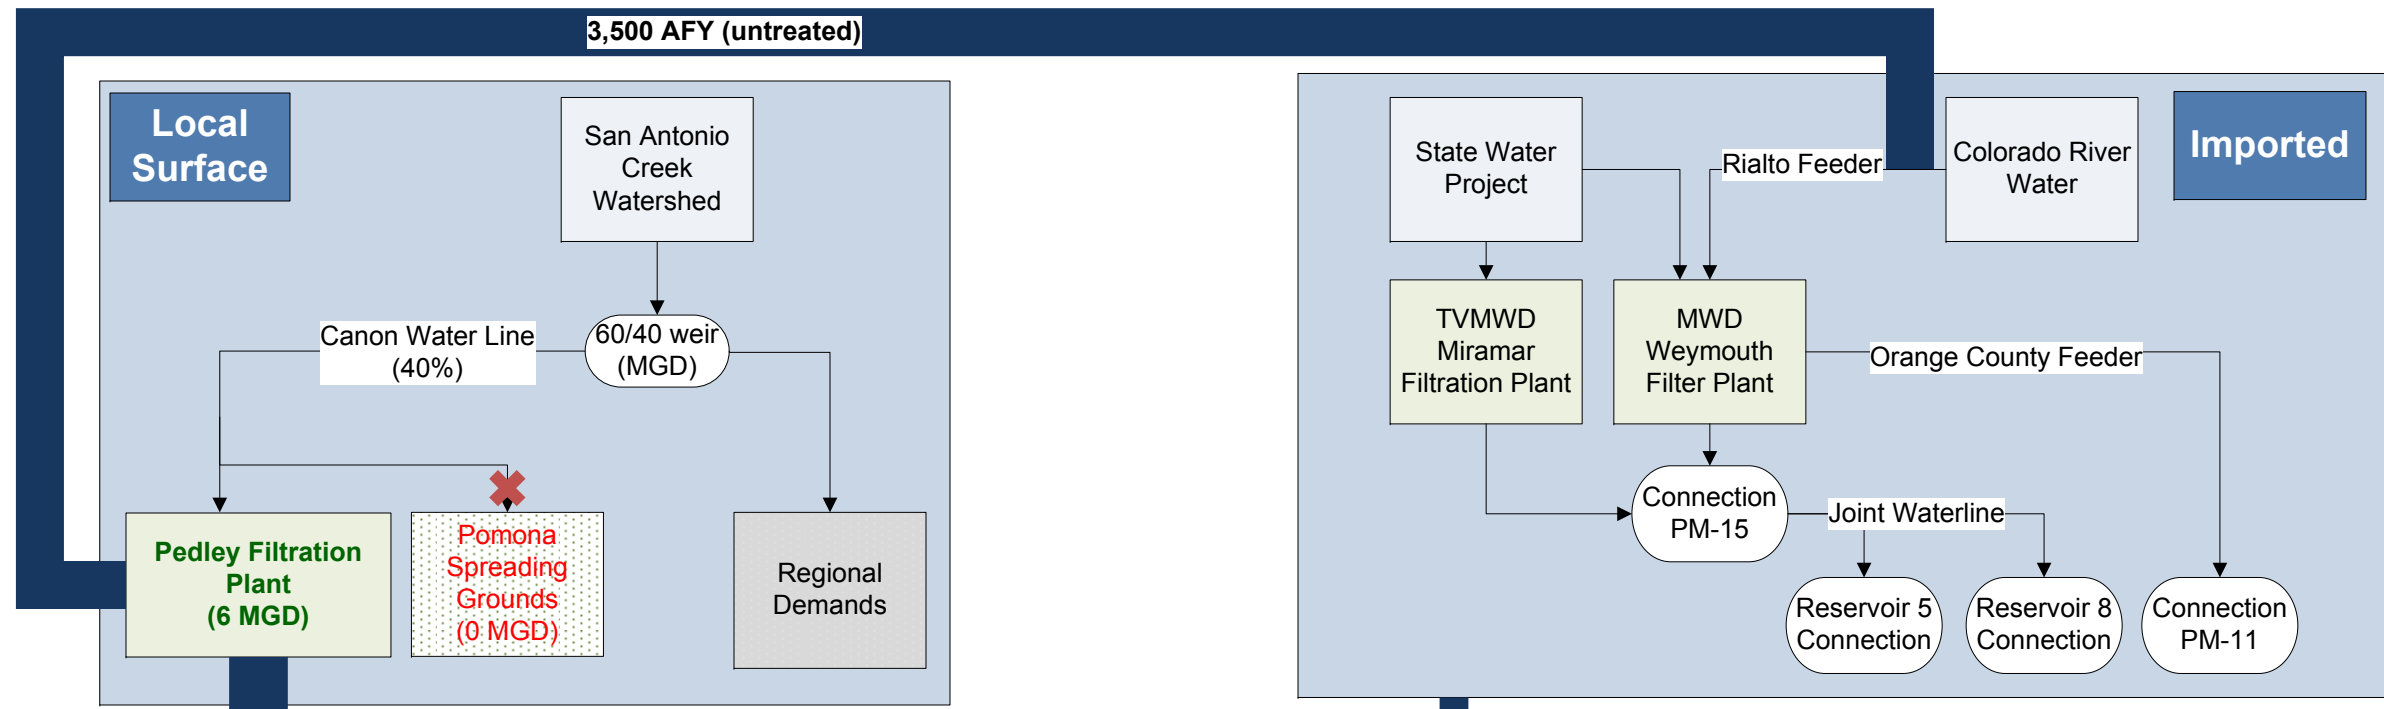 3,500 AFY (untreated)
Local
Surface
San Antonio
Creek
Watershed
Canon Water Line
(40%)
60/40 weir
(MGD)
Pedley Filtration
Plant
(6 MGD)
Pomona
Spreading
Grounds
(0 MGD)
Regional
Demands
State Water
Project
Rialto Feeder
Colorado River
Water
Imported
TVMWD
Miramar
Filtration Plant
MWD
Weymouth
Filter Plant
Orange County Feeder
Connection
PM-15
Joint Waterline
Reservoir 5
Connection
Reservoir 8
Connection
Connection
PM-11